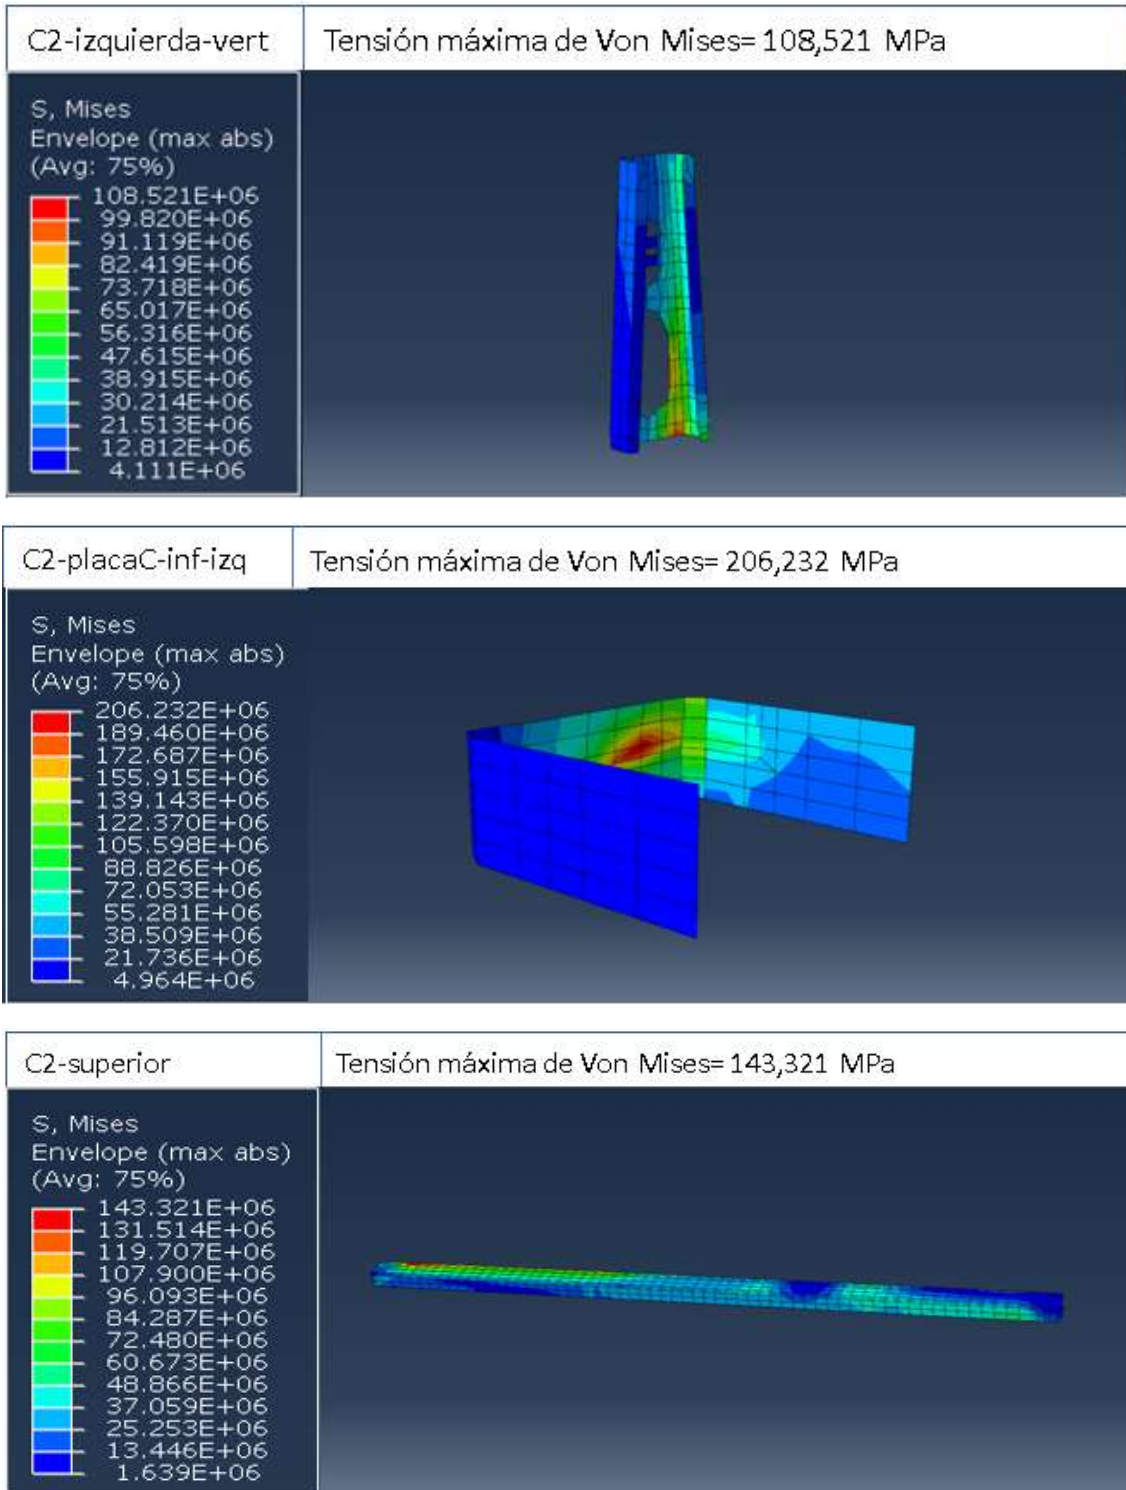 C2-izquierda-vert
Tensión máxima de Von Mises= 108,521 MPa
S, Mises
Envelope (max abs)
(Avg: 75%)
108.521E+06
99.820E+06
91.119E+06
82.419E+06
73.718E+06
65.017E+06
56.316E+06
47.615E+06
38.915E+06
30.214E+06
21.513E+06
12.812E+06
4.111E+06
C2-placaC-inf-izq
Tensión máxima de Von Mises= 206,232 MPa
S, Mises
Envelope (max abs)
(Avg: 75%)
206.232E+06
189.460E+06
172.687E+06
155.915E+06
139.143E+06
122.370E+06
105.598E+06
88.826E+06
72.053E+06
55.281E+06
38.509E+06
21.736E+06
4.964E+06
C2-superior
Tensión máxima de Von Mises= 143,321 MPa
S, Mises
Envelope (max abs)
(Avg: 75%)
143.321E+06
131.514E+06
119.707E+06
107.900E+06
96.093E+06
84.287E+06
72.480E+06
60.673E+06
48.866E+06
37.059E+06
25.253E+06
13.446E+06
1.639E+06